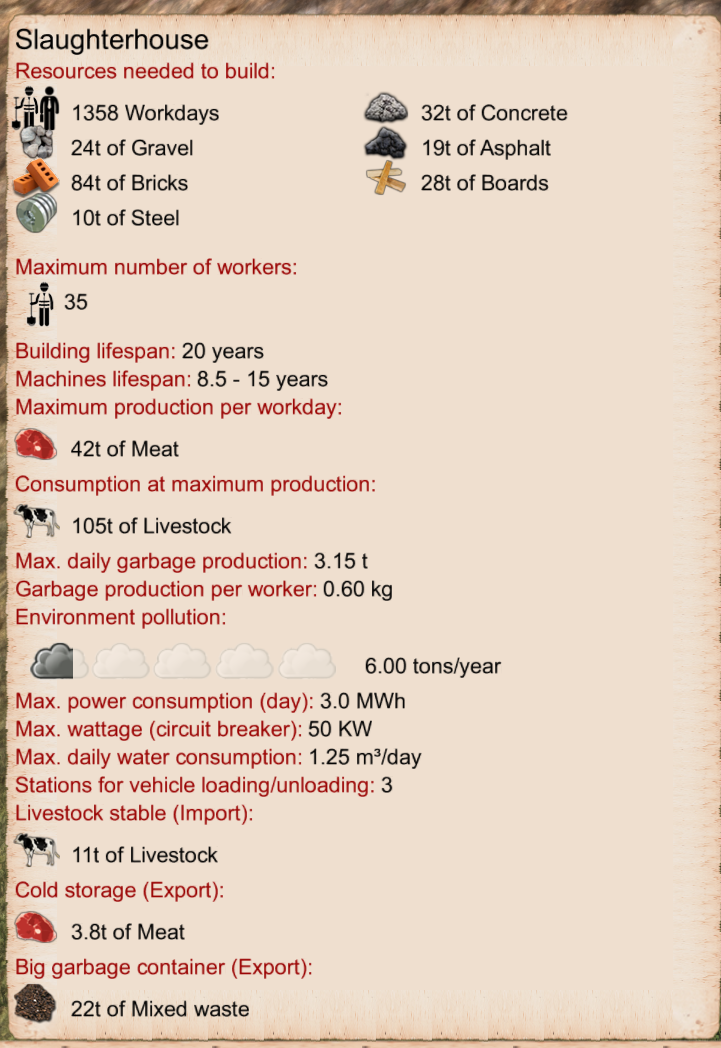 Slaughterhouse
Resources needed to build:
1358 Workdays 32t of Concrete
24t of Gravel 19t of Asphalt
84t of Bricks 28t of Boards
10t of Steel
Maximum number of workers:
35
Building lifespan: 20 years
Machines lifespan: 8.5 - 15 years
Maximum production per workday:
42t of Meat
Consumption at maximum production:
105t of Livestock
Max. daily garbage production: 3.15 t
Garbage production per worker: 0.60 kg
Environment pollution:
6.00 tons/year
Max. power consumption (day): 3.0 MWh
Max. wattage (circuit breaker): 50 KW
Max. daily water consumption: 1.25 m³/day
Stations for vehicle loading/unloading: 3
Livestock stable (Import):
11t of Livestock
Cold storage (Export):
3.8t of Meat
Big garbage container (Export):
22t of Mixed waste